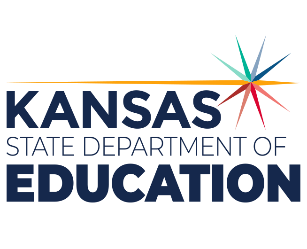 KANSAS
STATE DEPARTMENT OF
EDUCATION